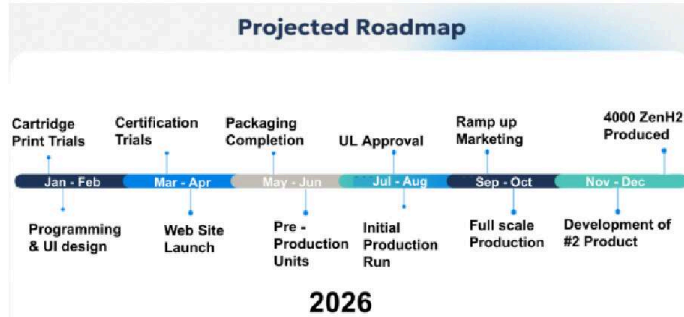 Projected Roadmap
Cartridge
Print Trials
Certification
Trials
Packaging
Completion
UL Approval
Ramp up
Marketing
4000 ZenH2
Produced
Jan - Feb
Mar - Apr
May - Jun
Jul - Aug
Sep - Oct
Nov - Dec
Programming
& UI design
Web Site
Launch
Pre -
Production
Units
Initial
Production
Run
Full scale
Production
Development of
#2 Product
2026